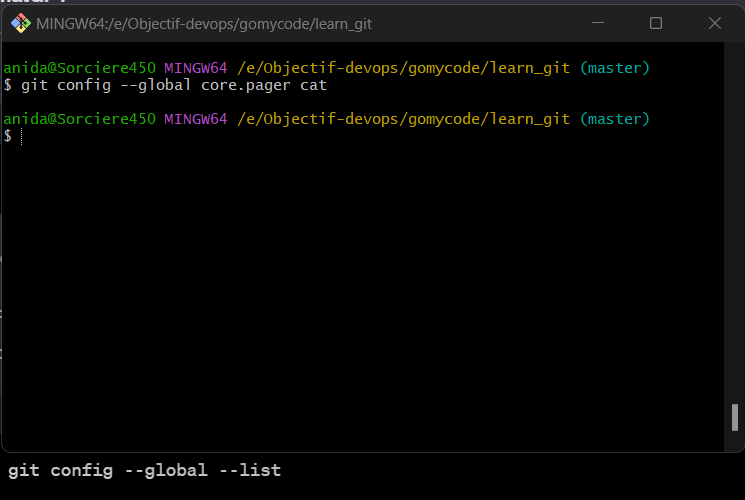 MINGW64:/e/Objectif-devops/gomycode/learn_git
anida@Sorciere450 MINGW64 /e/Objectif-devops/gomycode/learn_git (master)
$ git config --global core.pager cat
anida@Sorciere450 MINGW64 /e/Objectif-devops/gomycode/learn_git (master)
$
git config --global --list